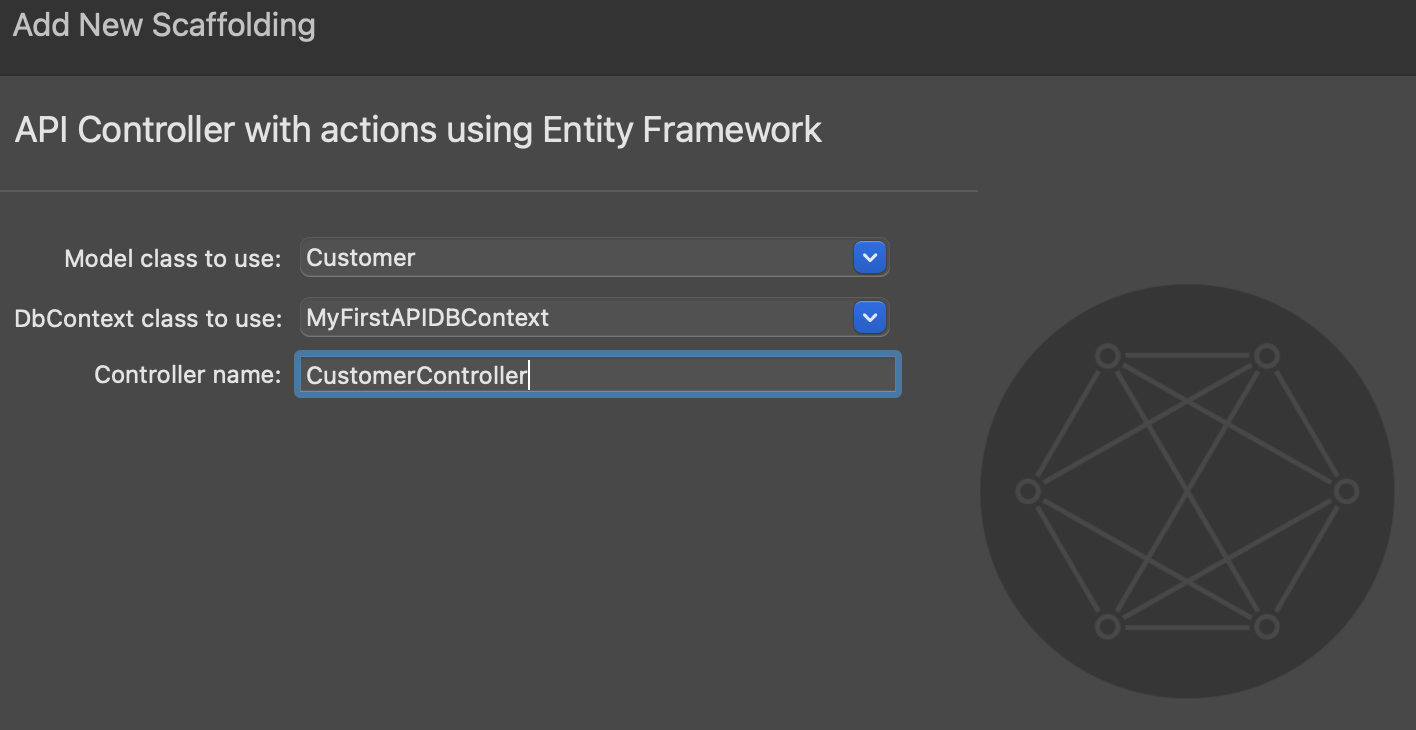 Add New Scaffolding
API Controller with actions using Entity Framework
Model class to use: Customer
DbContext class to use: MyFirstAPIDBContext
Controller name: CustomerController